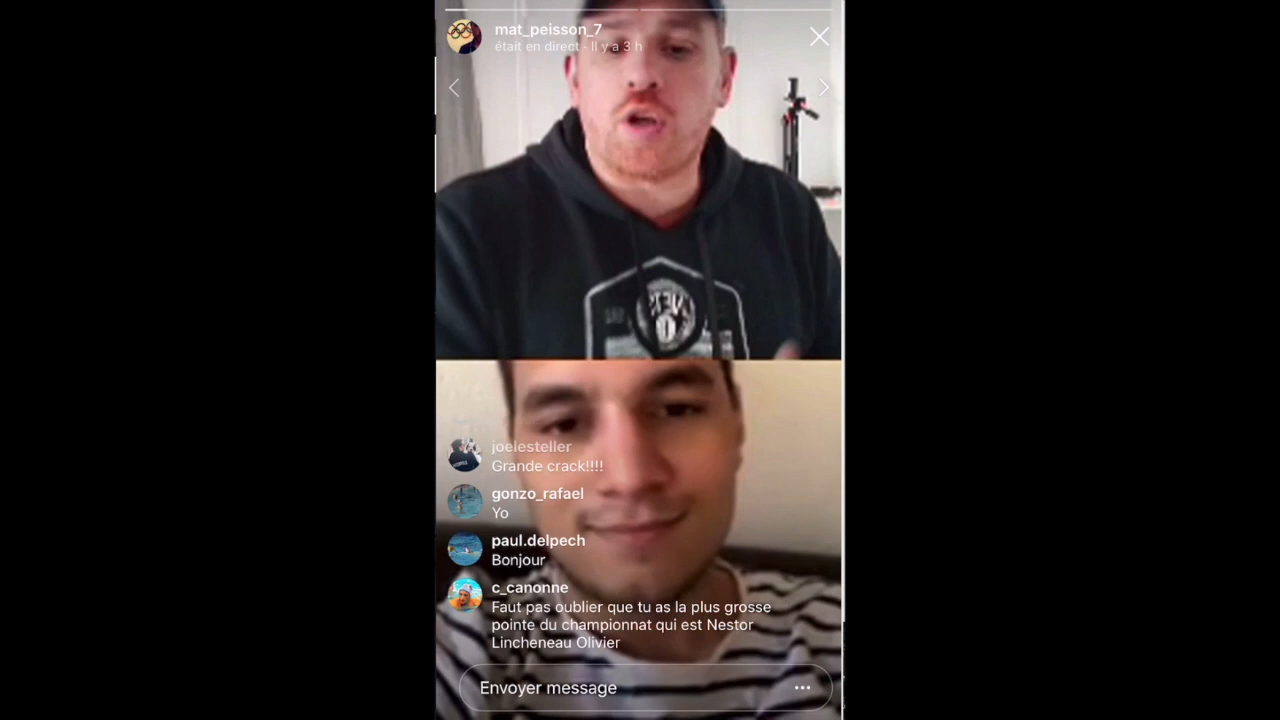 mat_peisson_7
était en direct · Il y a 3 h
joelesteller
Grande crack!!!!
gonzo_rafael
Yo
paul.delpech
Bonjour
c_canonne
Faut pas oublier que tu as la plus grosse
pointe du championnat qui est Nestor
Lincheneau Olivier
Envoyer message